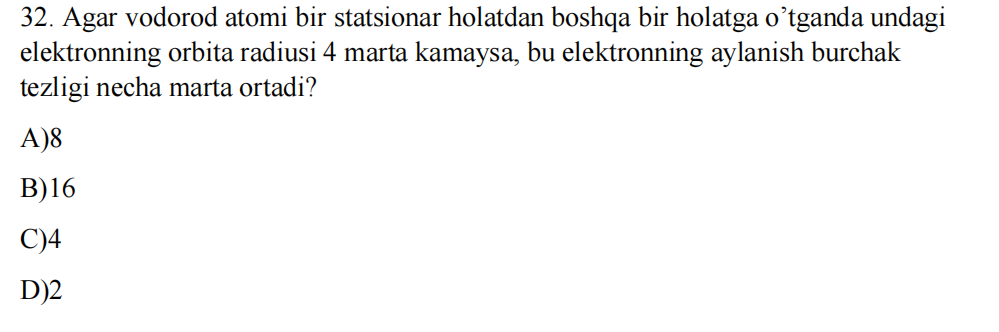 32. Agar vodorod atomi bir statsionar holatdan boshqa bir holatga o’tganda undagi
elektronning orbita radiusi 4 marta kamaysa, bu elektronning aylanish burchak
tezligi necha marta ortadi?
A)8
B)16
C)4
D)2